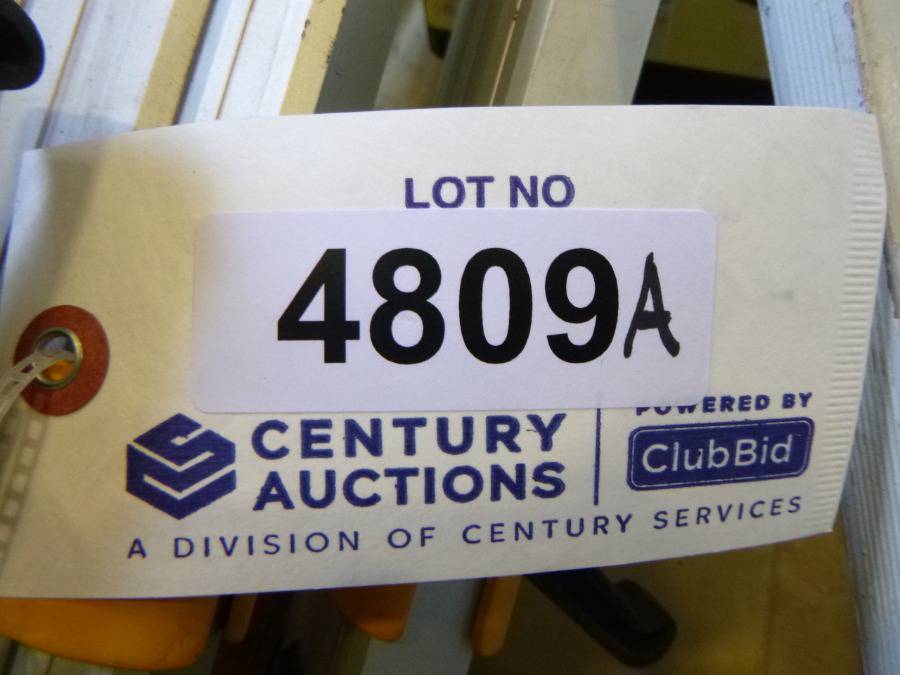 LOT NO
4809A
CENTURY
AUCTIONS
POWERED BY
ClubBid
A DIVISION OF CENTURY SERVICES